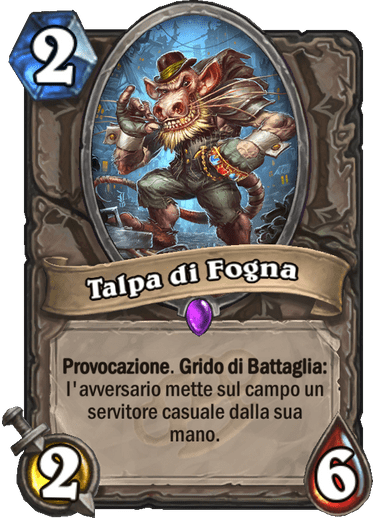 2
Talpa di Fogna
Provocazione. Grido di Battaglia:
l'avversario mette sul campo un
servitore casuale dalla sua
mano.
2
6